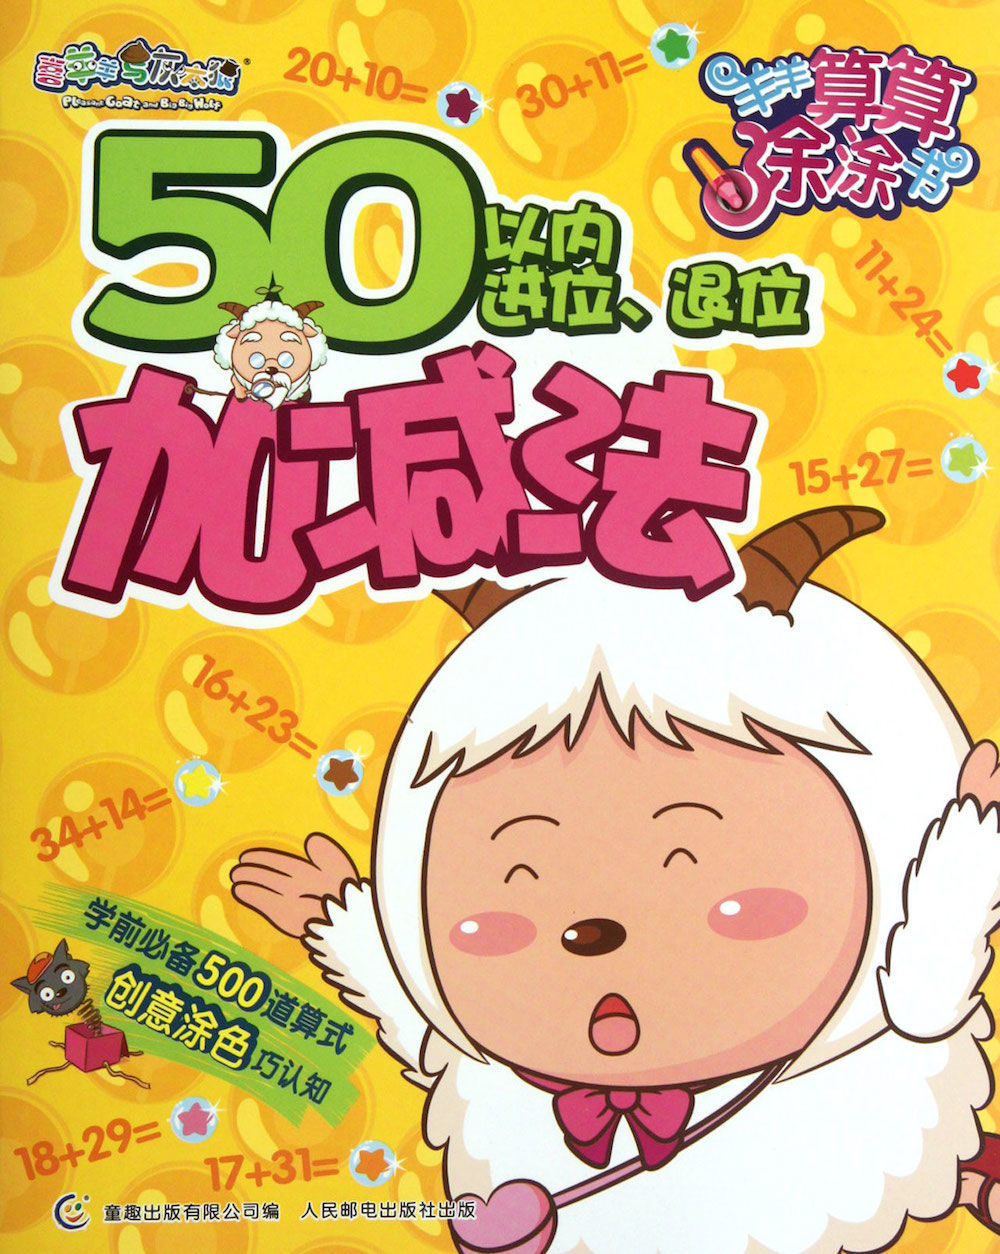 喜羊羊与灰太狼®
Pleasant Goat and Big Big Wolf
20+10=
30+11=
羊羊算算
涂涂书
50以内
进位、退位
加减法
11+24=
15+27=
16+23=
34+14=
学前必备500道算式
创意涂色巧认知
18+29=
17+31=
童趣出版有限公司编 人民邮电出版社出版